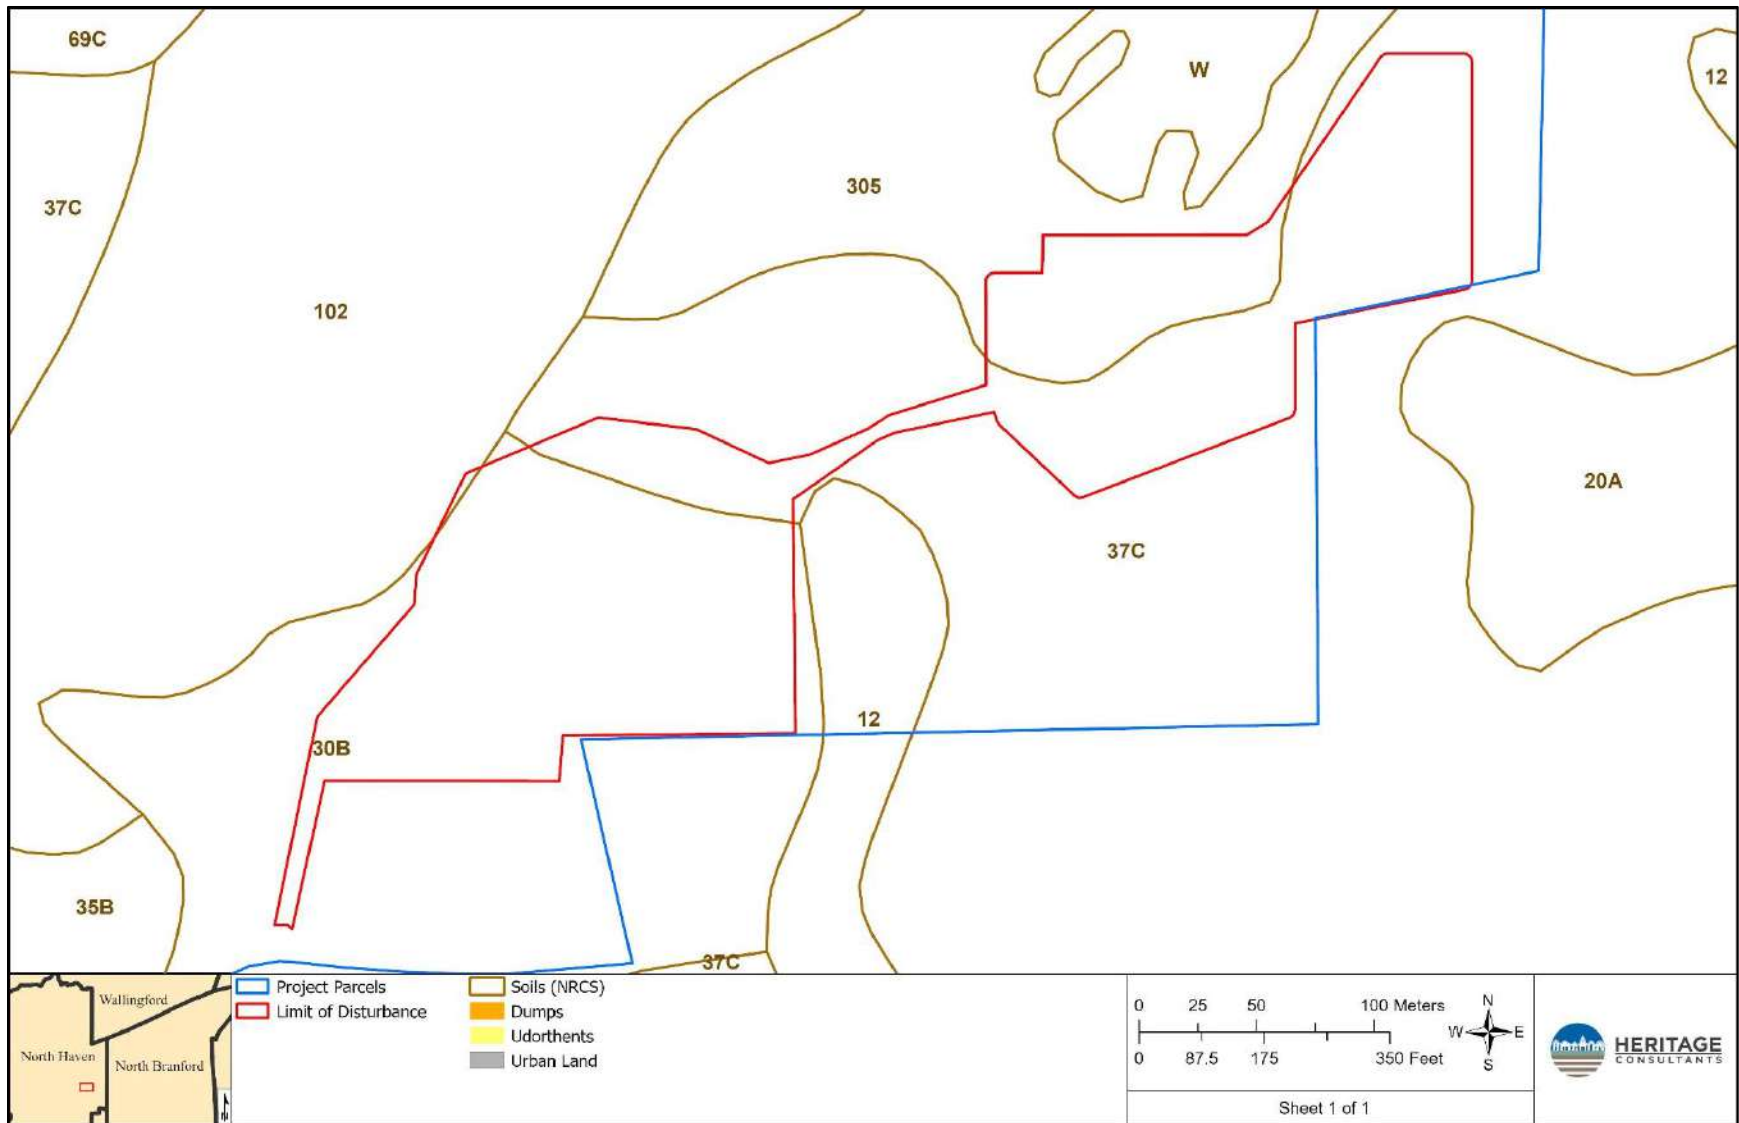 69C
W
12
305
37C
102
20A
37C
12
30B
35B
37C
Wallingford
North Haven
North Branford
Project Parcels
Limit of Disturbance
Soils (NRCS)
Dumps
Udorthents
Urban Land
0 25 50 100 Meters
0 87.5 175 350 Feet
N
W E
S
Sheet 1 of 1
HERITAGE
CONSULTANTS